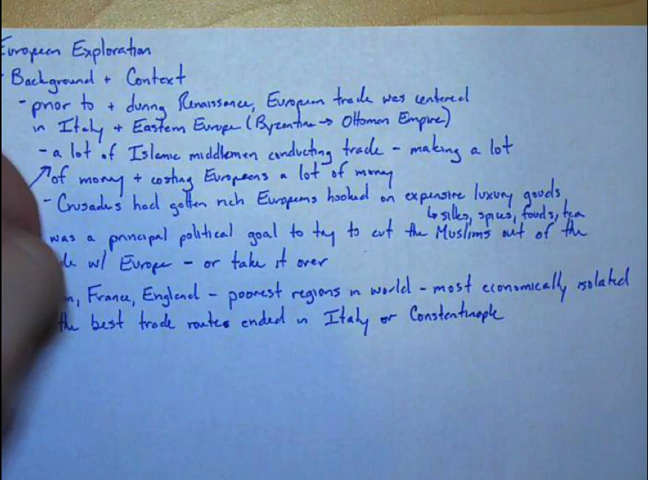 European Exploration
- Background + Context
- prior to + during Renaissance, European trade was centered
in Italy + Eastern Europe (Byzantine → Ottoman Empire)
- a lot of Islamic middlemen conducting trade - making a lot
of money + costing Europeans a lot of money
- Crusades had gotten rich Europeans hooked on expensive luxury goods
↳ silks, spices, foods, tea
was a principal political goal to try to cut the Muslims out of the
w/ Europe - or take it over
, France, England - poorest regions in world - most economically isolated
the best trade routes ended in Italy or Constantinople